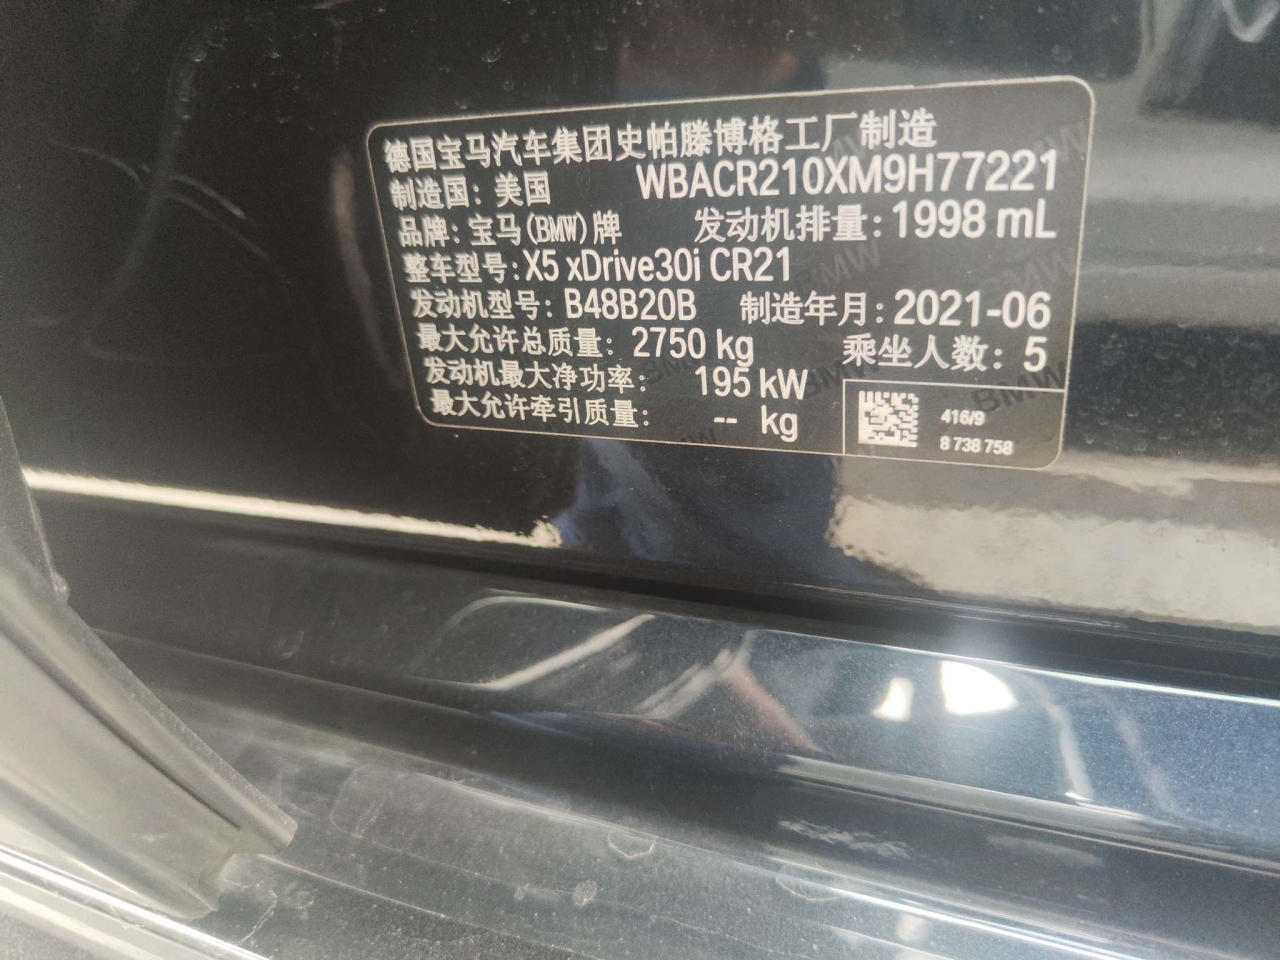 德国宝马汽车集团史帕滕博格工厂制造
制造国：美国 WBACR210XM9H77221
品牌：宝马(BMW)牌 发动机排量：1998 mL
整车型号：X5 xDrive30i CR21
发动机型号：B48B20B 制造年月：2021-06
最大允许总质量：2750 kg 乘坐人数：5
发动机最大净功率：195 kW
最大允许牵引质量：-- kg
416/9
8 738 758